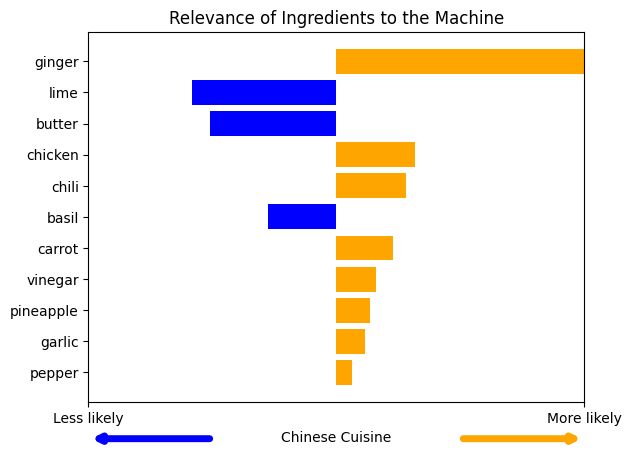 Relevance of Ingredients to the Machine
ginger
lime
butter
chicken
chili
basil
carrot
vinegar
pineapple
garlic
pepper
Less likely More likely
Chinese Cuisine